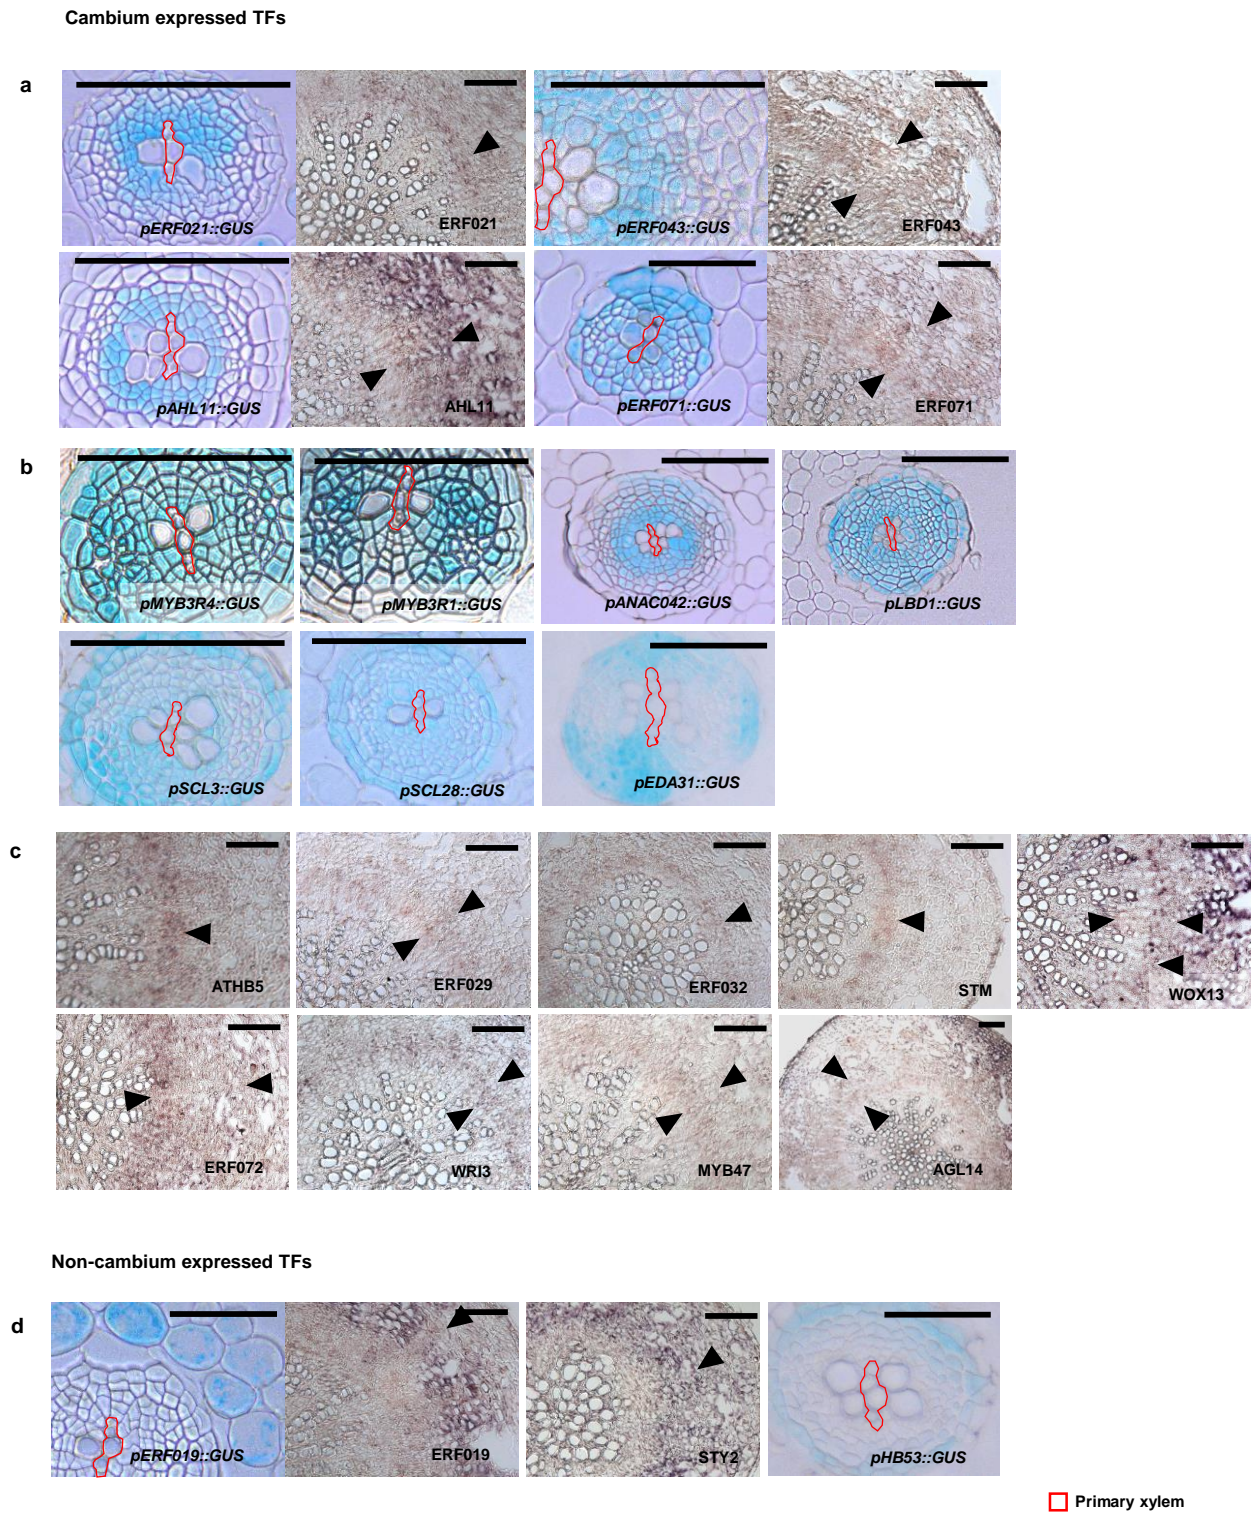 Cambium expressed TFs
a
pERF021::GUS
ERF021
pERF043::GUS
ERF043
pAHL11::GUS
AHL11
pERF071::GUS
ERF071
b
pMYB3R4::GUS
pMYB3R1::GUS
pANAC042::GUS
pLBD1::GUS
pSCL3::GUS
pSCL28::GUS
pEDA31::GUS
c
ATHB5
ERF029
ERF032
STM
WOX13
ERF072
WRI3
MYB47
AGL14
Non-cambium expressed TFs
d
pERF019::GUS
ERF019
STY2
pHB53::GUS
Primary xylem